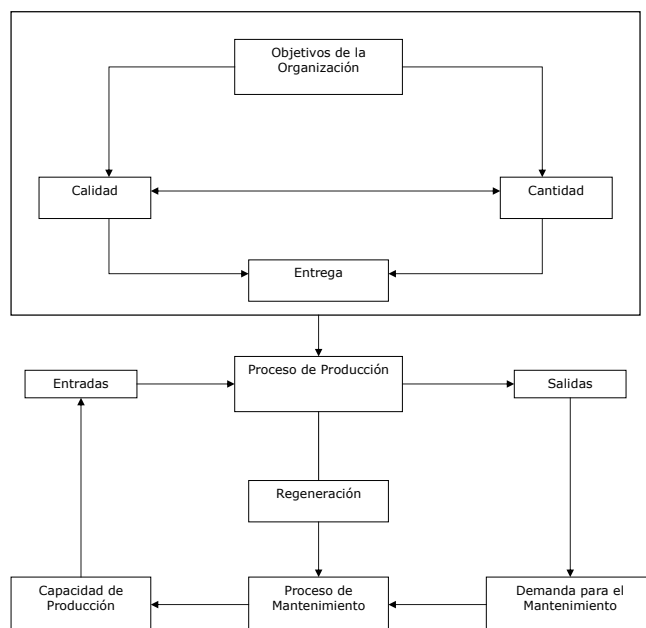 Objetivos de la
Organización
Calidad
Cantidad
Entrega
Entradas
Proceso de Producción
Salidas
Regeneración
Capacidad de
Producción
Proceso de
Mantenimiento
Demanda para el
Mantenimiento